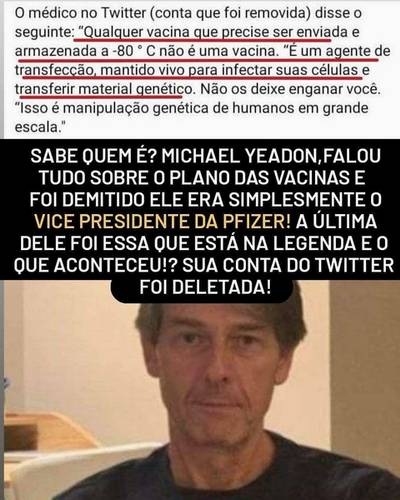 O médico no Twitter (conta que foi removida) disse o
seguinte: “Qualquer vacina que precise ser enviada e
armazenada a -80 ° C não é uma vacina. “É um agente de
transfecção, mantido vivo para infectar suas células e
transferir material genético. Não os deixe enganar você.
“Isso é manipulação genética de humanos em grande
escala."
SABE QUEM É? MICHAEL YEADON,FALOU
TUDO SOBRE O PLANO DAS VACINAS E
FOI DEMITIDO ELE ERA SIMPLESMENTE O
VICE PRESIDENTE DA PFIZER! A ÚLTIMA
DELE FOI ESSA QUE ESTÁ NA LEGENDA E O
QUE ACONTECEU!? SUA CONTA DO TWITTER
FOI DELETADA!